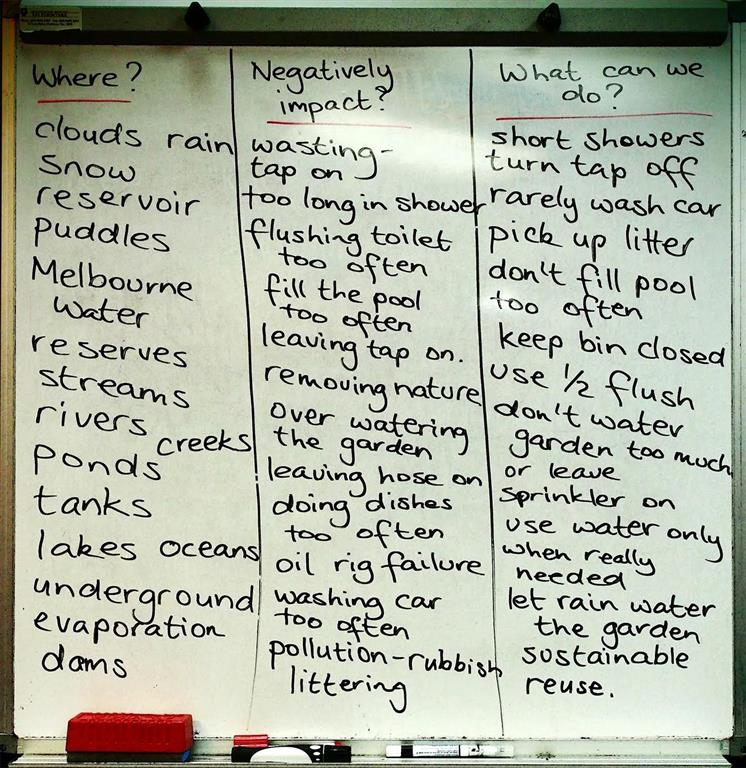 Where?
clouds rain
snow
reservoir
puddles
Melbourne
Water
reserves
streams
rivers
creeks
ponds
tanks
lakes oceans
underground
evaporation
dams
Negatively
impact?
wasting-
tap on
too long in shower
flushing toilet
too often
fill the pool
too often
leaving tap on.
removing nature
over watering
the garden
leaving hose on
doing dishes
too often
oil rig failure
washing car
too often
pollution-rubbish
littering
What can we
do?
short showers
turn tap off
rarely wash car
pick up litter
don't fill pool
too often
keep bin closed
use 1/2 flush
don't water
garden too much
or leave
sprinkler on
use water only
when really
needed
let rain water
the garden
sustainable
reuse.